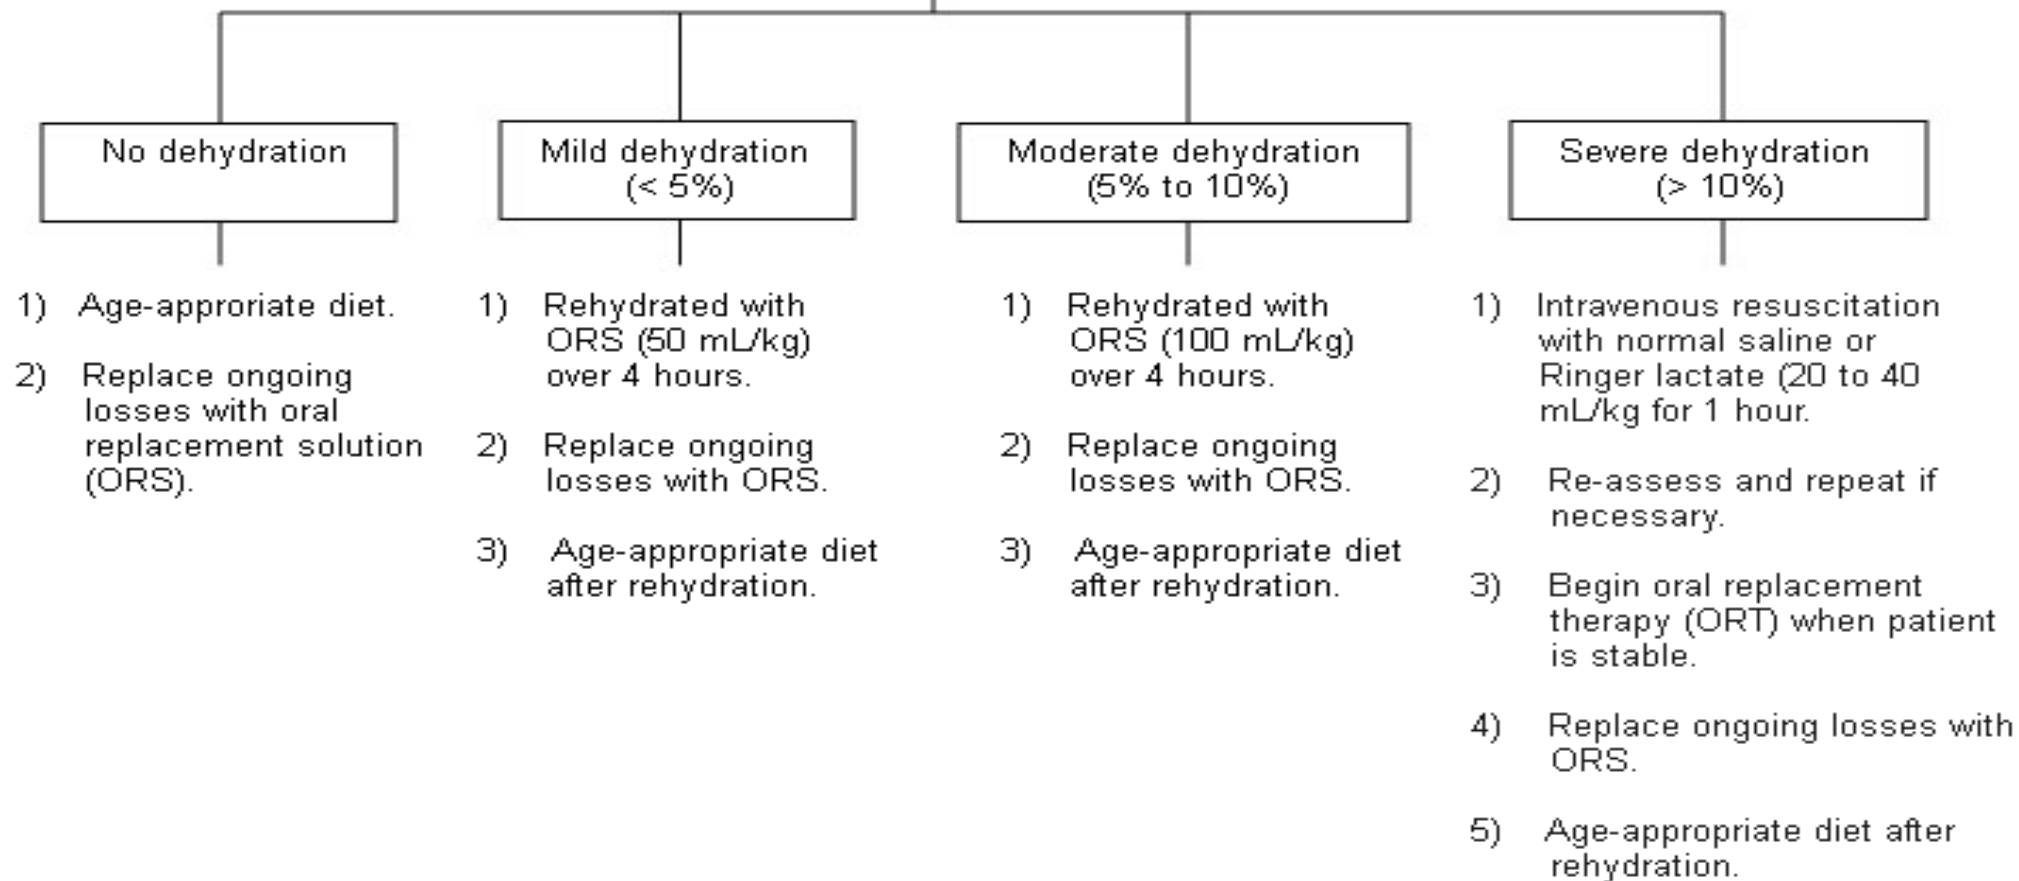 No dehydration
1) Age-approriate diet.
2) Replace ongoing
losses with oral
replacement solution
(ORS).
Mild dehydration
(< 5%)
1) Rehydrated with
ORS (50 mL/kg)
over 4 hours.
2) Replace ongoing
losses with ORS.
3) Age-appropriate diet
after rehydration.
Moderate dehydration
(5% to 10%)
1) Rehydrated with
ORS (100 mL/kg)
over 4 hours.
2) Replace ongoing
losses with ORS.
3) Age-appropriate diet
after rehydration.
Severe dehydration
(> 10%)
1) Intravenous resuscitation
with normal saline or
Ringer lactate (20 to 40
mL/kg for 1 hour.
2) Re-assess and repeat if
necessary.
3) Begin oral replacement
therapy (ORT) when patient
is stable.
4) Replace ongoing losses with
ORS.
5) Age-appropriate diet after
rehydration.